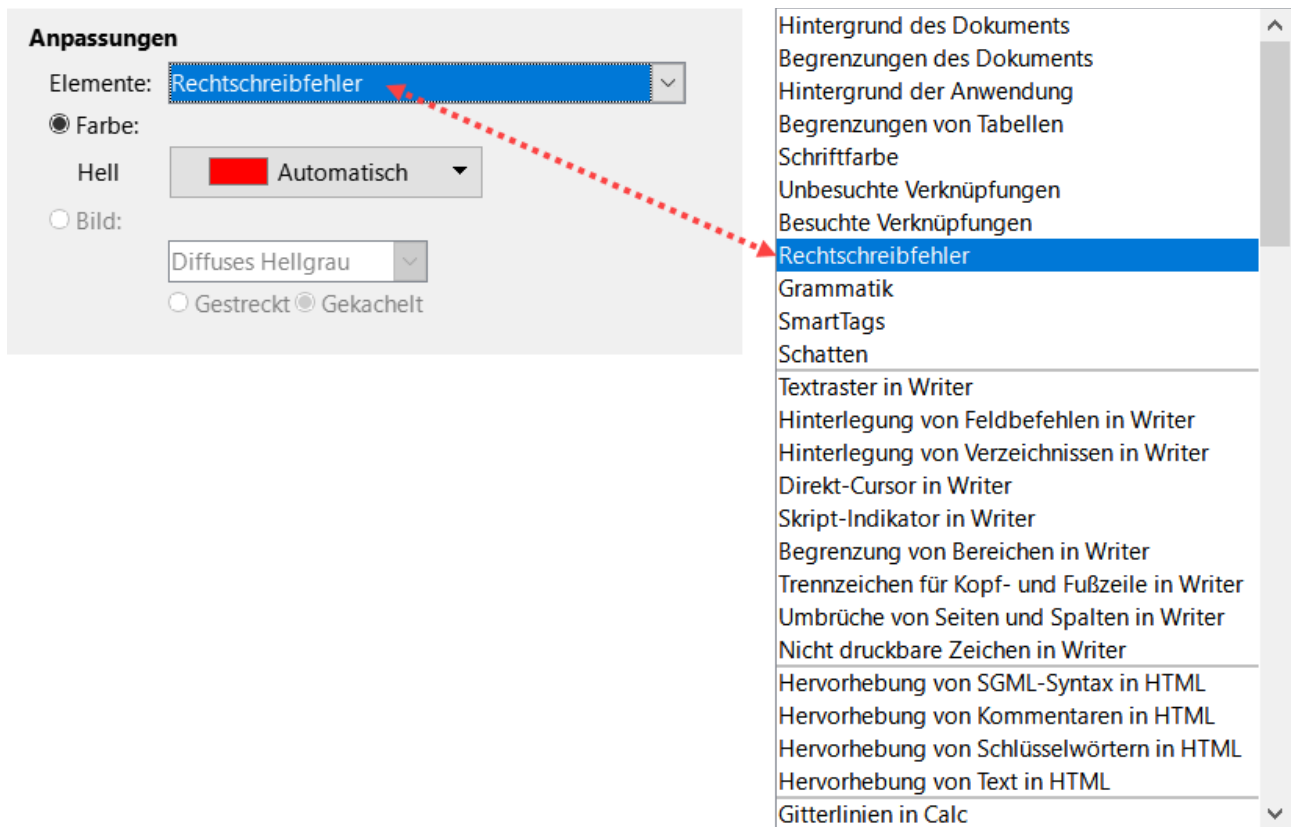 Anpassungen
Elemente: Rechtschreibfehler
Farbe:
Hell Automatisch
Bild:
Diffuses Hellgrau
Gestreckt Gekachelt
Hintergrund des Dokuments
Begrenzungen des Dokuments
Hintergrund der Anwendung
Begrenzungen von Tabellen
Schriftfarbe
Unbesuchte Verknüpfungen
Besuchte Verknüpfungen
Rechtschreibfehler
Grammatik
SmartTags
Schatten
Textraster in Writer
Hinterlegung von Feldbefehlen in Writer
Hinterlegung von Verzeichnissen in Writer
Direkt-Cursor in Writer
Skript-Indikator in Writer
Begrenzung von Bereichen in Writer
Trennzeichen für Kopf- und Fußzeile in Writer
Umbrüche von Seiten und Spalten in Writer
Nicht druckbare Zeichen in Writer
Hervorhebung von SGML-Syntax in HTML
Hervorhebung von Kommentaren in HTML
Hervorhebung von Schlüsselwörtern in HTML
Hervorhebung von Text in HTML
Gitterlinien in Calc